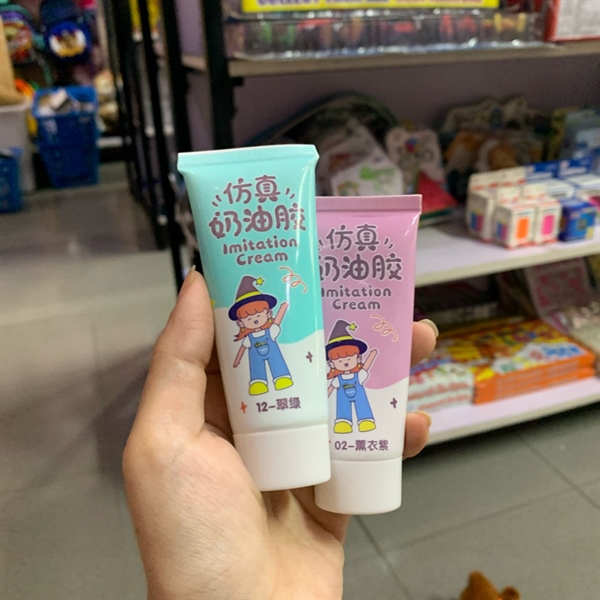 仿真
奶油胶
Imitation
Cream
12-翠绿
仿真
奶油胶
Imitation
Cream
02-薰衣紫